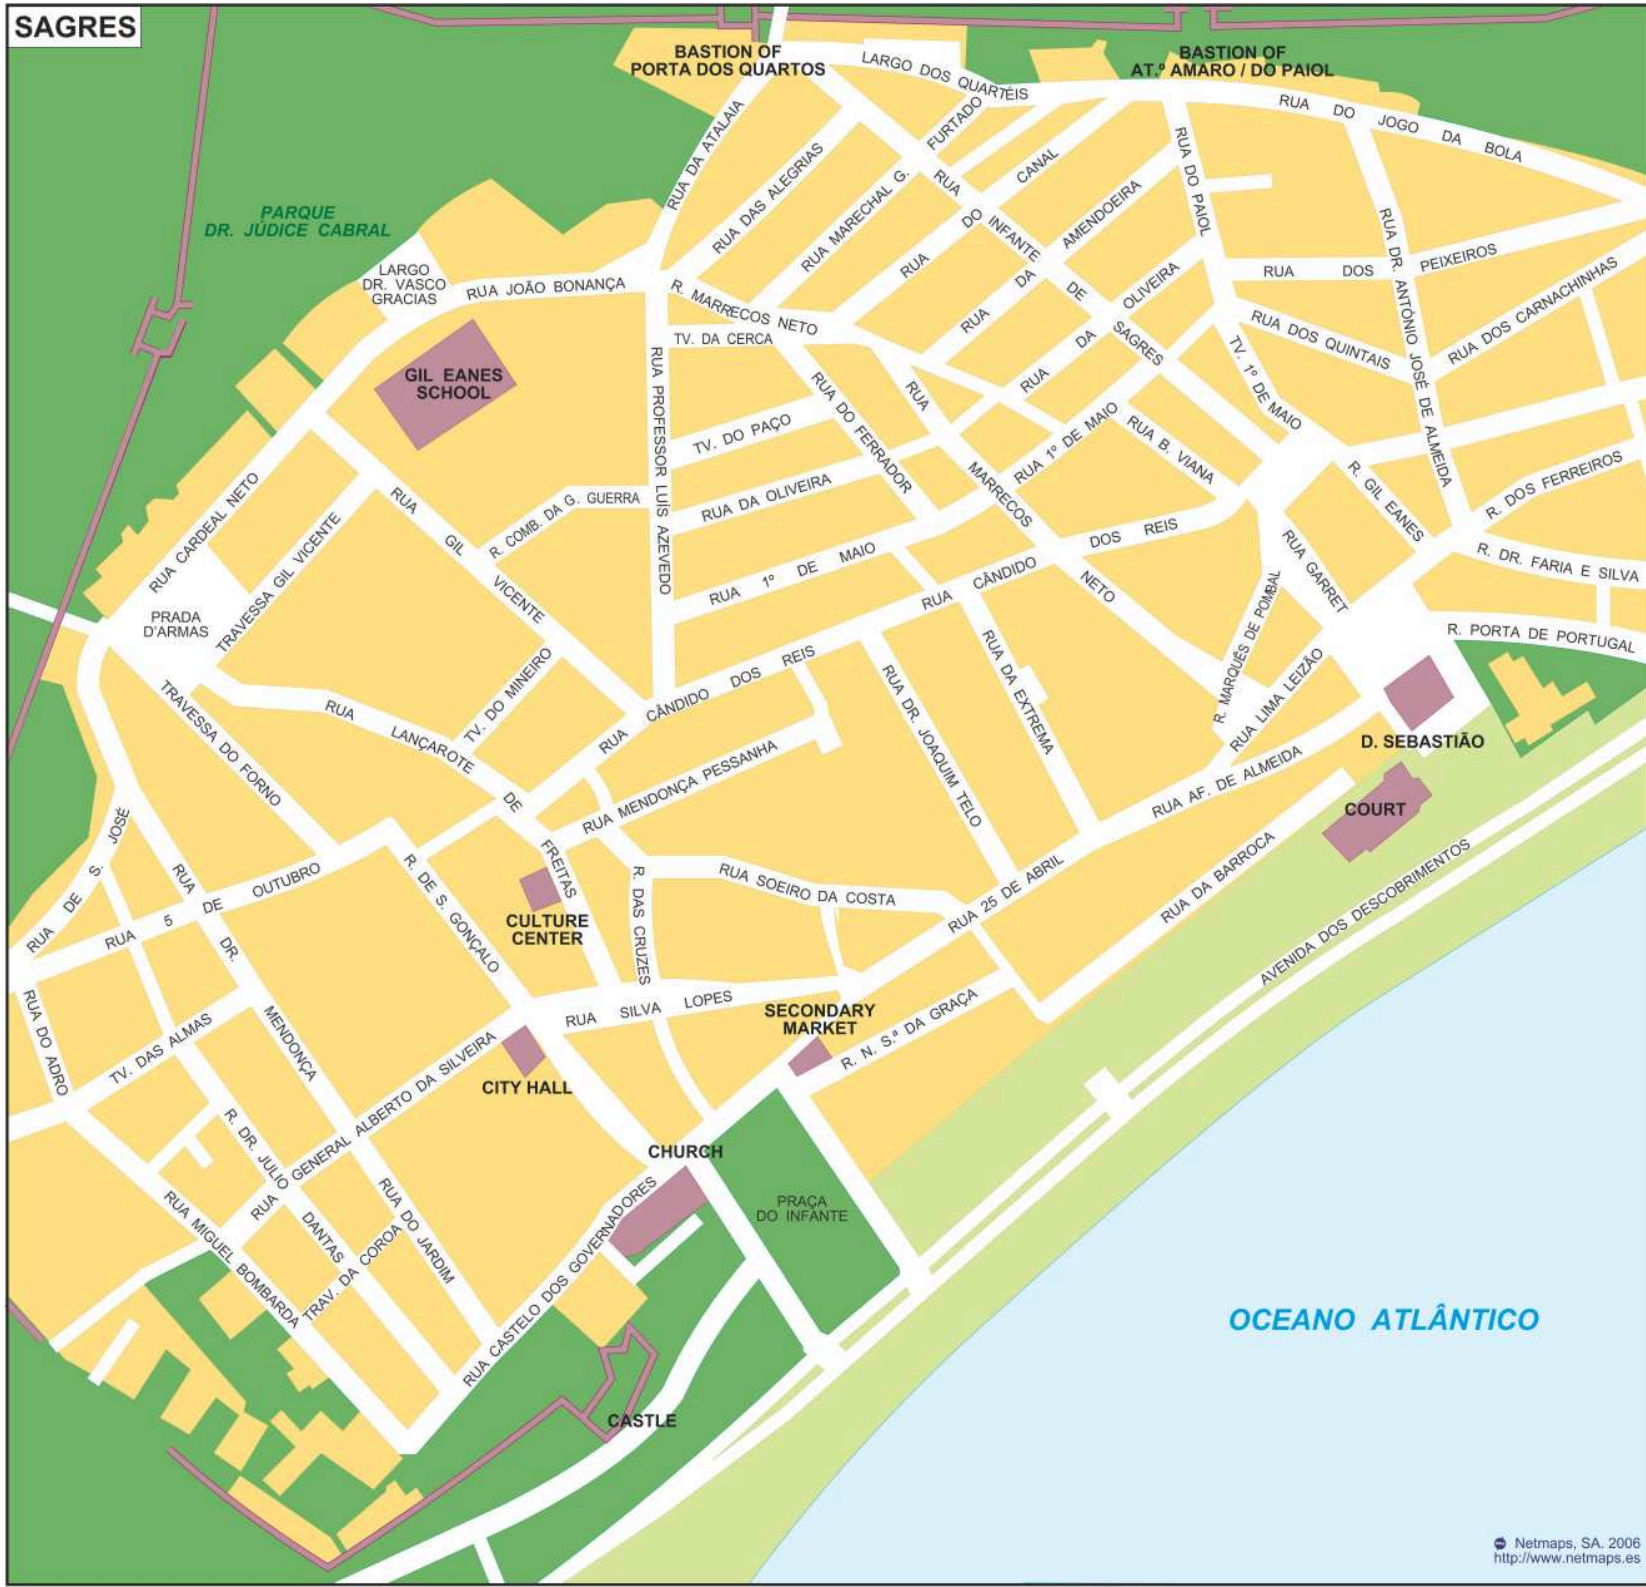 SAGRES
BASTION OF
PORTA DOS QUARTOS
LARGO DOS QUARTÉIS
BASTION OF
AT.º AMARO / DO PAIOL
RUA DO JOGO DA BOLA
RUA DA ATALAIA
RUA DAS ALEGRIAS
RUA MARECHAL G. FURTADO
RUA DO CANAL
RUA DO INFANTE DE SAGRES
RUA DA AMENDOEIRA
RUA DO PAIOL
RUA DR. ANTÓNIO JOSÉ DE ALMEIDA
RUA DOS PEIXEIROS
RUA DOS CARNACHINHAS
RUA DOS QUINTAIS
PARQUE
DR. JÚDICE CABRAL
LARGO
DR. VASCO
GRACIAS
RUA JOÃO BONANÇA
R. MARRECOS NETO
TV. DA CERCA
RUA DA OLIVEIRA
TV. 1º DE MAIO
GIL EANES
SCHOOL
RUA PROFESSOR LUÍS AZEVEDO
TV. DO PAÇO
RUA DO FERRADOR
RUA MARRECOS NETO
RUA 1º DE MAIO
RUA B. VIANA
R. GIL EANES
R. DOS FERREIROS
R. DR. FARIA E SILVA
R. PORTA DE PORTUGAL
RUA CARDEAL NETO
TRAVESSA GIL VICENTE
RUA GIL VICENTE
R. COMB. DA G. GUERRA
RUA DA OLIVEIRA
RUA 1º DE MAIO
RUA CÂNDIDO DOS REIS
RUA GARRET
R. MARQUÊS DE POMBAL
RUA LIMA LEIZÃO
PRADA
D'ARMAS
TV. DO MINEIRO
RUA CÂNDIDO DOS REIS
RUA DR. JOAQUIM TELO
RUA DA EXTREMA
D. SEBASTIÃO
TRAVESSA DO FORNO
RUA LANÇAROTE DE FREITAS
RUA MENDONÇA PESSANHA
RUA AF. DE ALMEIDA
COURT
RUA DE S. JOSÉ
RUA 5 DE OUTUBRO
RUA DR. MENDONÇA
R. DE S. GONÇALO
CULTURE
CENTER
R. DAS CRUZES
RUA SOEIRO DA COSTA
RUA 25 DE ABRIL
RUA DA BARROCA
AVENIDA DOS DESCOBRIMENTOS
RUA DO ADRO
TV. DAS ALMAS
RUA SILVA LOPES
SECONDARY
MARKET
R. N. S.ª DA GRAÇA
RUA GENERAL ALBERTO DA SILVEIRA
CITY HALL
R. DR. JULIO DANTAS
CHURCH
RUA MIGUEL BOMBARDA
TRAV. DA COROA
RUA DO JARDIM
RUA CASTELO DOS GOVERNADORES
PRAÇA
DO INFANTE
OCEANO ATLÂNTICO
CASTLE
Netmaps, SA. 2006
http://www.netmaps.es